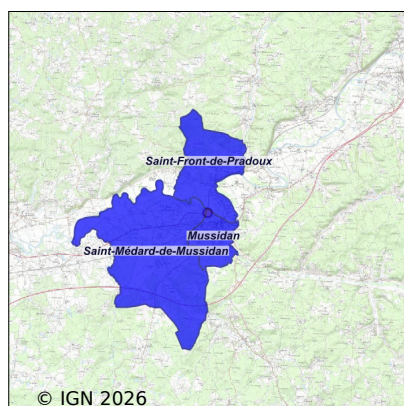 Saint-Front-de-Pradoux
Mussidan
Saint-Médard-de-Mussidan
© IGN 2026